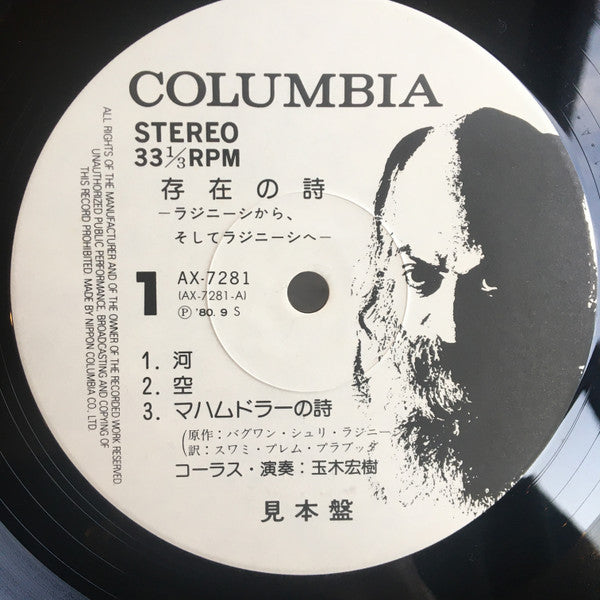 COLUMBIA
STEREO
33 1/3 RPM
存在の詩
―ラジニーシから、
そしてラジニーシへ―
1
AX-7281
(AX-7281-A)
Ⓟ '80. 9 S
1. 河
2. 空
3. マハムドラーの詩
(原作：バグワン・シュリ・ラジニーシ
訳：スワミ・プレム・プラブッダ
コーラス・演奏：玉木宏樹
見本盤
ALL RIGHTS OF THE MANUFACTURER AND OF THE OWNER OF THE RECORDED WORK RESERVED
UNAUTHORIZED PUBLIC PERFORMANCE, BROADCASTING AND COPYING OF
THIS RECORD PROHIBITED. MADE BY NIPPON COLUMBIA CO., LTD.